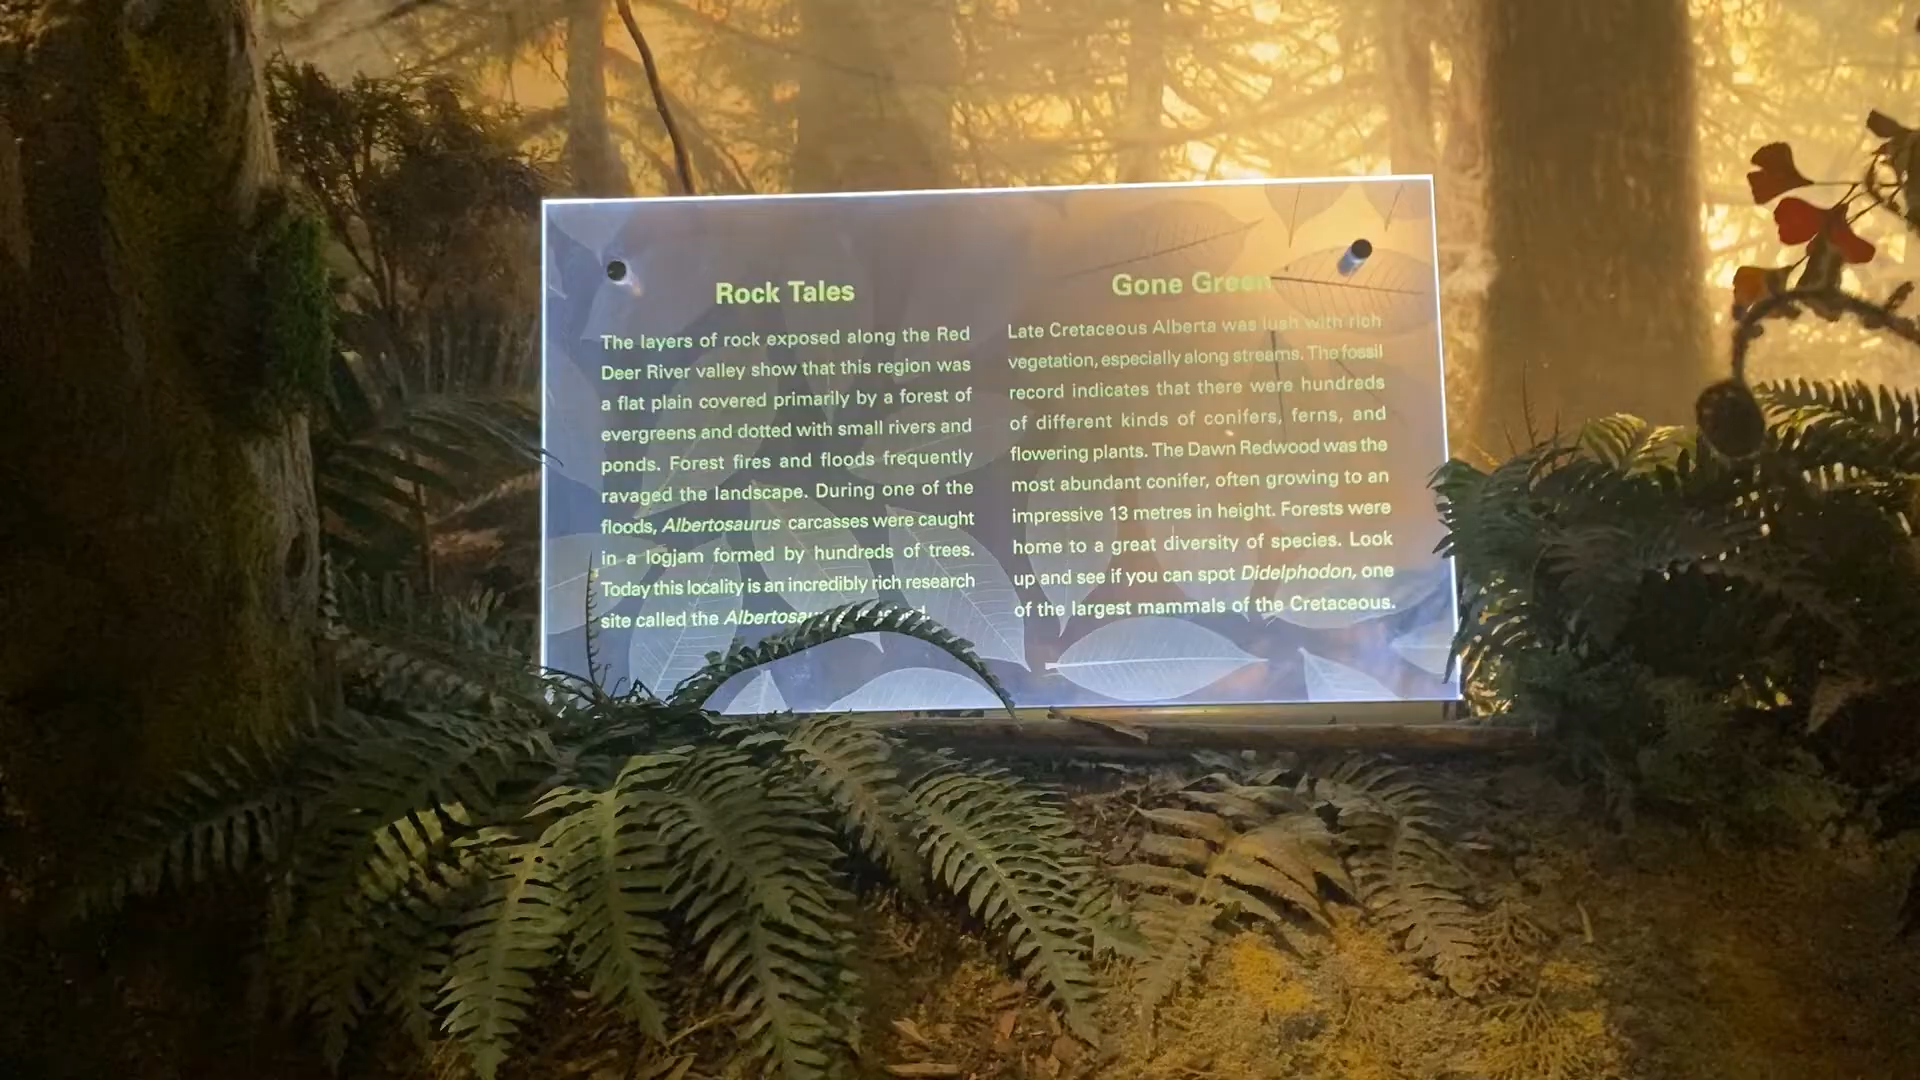 Rock Tales
The layers of rock exposed along the Red
Deer River valley show that this region was
a flat plain covered primarily by a forest of
evergreens and dotted with small rivers and
ponds. Forest fires and floods frequently
ravaged the landscape. During one of the
floods, Albertosaurus carcasses were caught
in a logjam formed by hundreds of trees.
Today this locality is an incredibly rich research
site called the
Gone Green
Late Cretaceous Alberta was lush with rich
vegetation, especially along streams. The fossil
record indicates that there were hundreds
of different kinds of conifers, ferns, and
flowering plants. The Dawn Redwood was the
most abundant conifer, often growing to an
impressive 13 metres in height. Forests were
home to a great diversity of species. Look
up and see if you can spot Didelphodon, one
of the largest mammals of the Cretaceous.